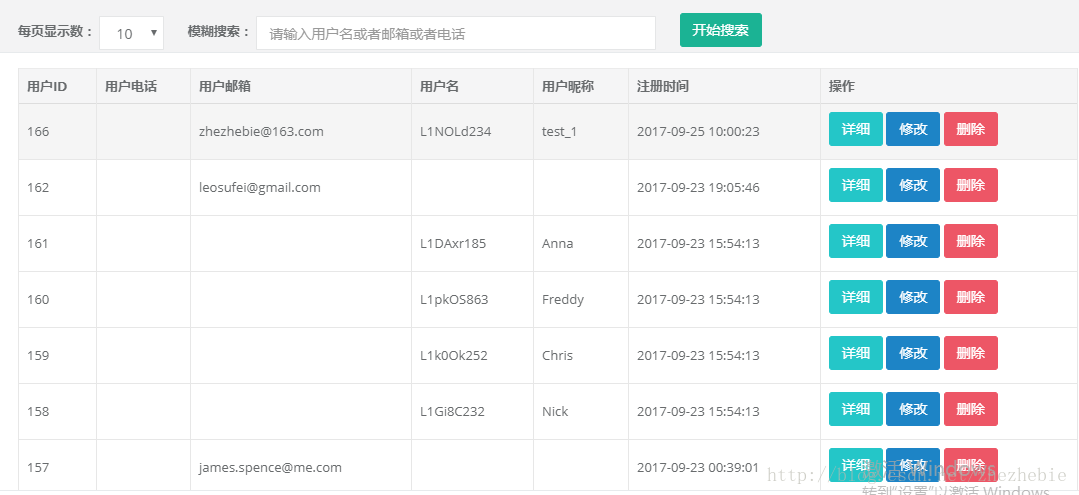 每页显示数： 10 模糊搜索： 请输入用户名或者邮箱或者电话 开始搜索
用户ID 用户电话 用户邮箱 用户名 用户昵称 注册时间 操作
166 zhezhebie@163.com L1NOLd234 test_1 2017-09-25 10:00:23 详细 修改 删除
162 leosufei@gmail.com 2017-09-23 19:05:46 详细 修改 删除
161 L1DAxr185 Anna 2017-09-23 15:54:13 详细 修改 删除
160 L1pkOS863 Freddy 2017-09-23 15:54:13 详细 修改 删除
159 L1k0Ok252 Chris 2017-09-23 15:54:13 详细 修改 删除
158 L1Gi8C232 Nick 2017-09-23 15:54:13 详细 修改 删除
157 james.spence@me.com 2017-09-23 00:39:01 详细 修改 删除
激活 Windows
http://blog.csdn.net/zhezhebie
转到"设置"以激活 Windows